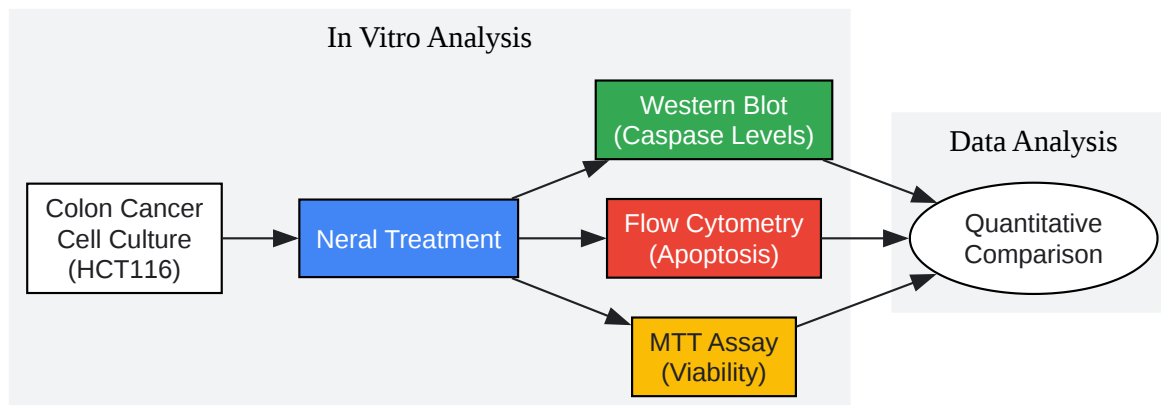 In Vitro Analysis
Colon Cancer
Cell Culture
(HCT116)
Neral Treatment
Western Blot
(Caspase Levels)
Flow Cytometry
(Apoptosis)
MTT Assay
(Viability)
Data Analysis
Quantitative
Comparison